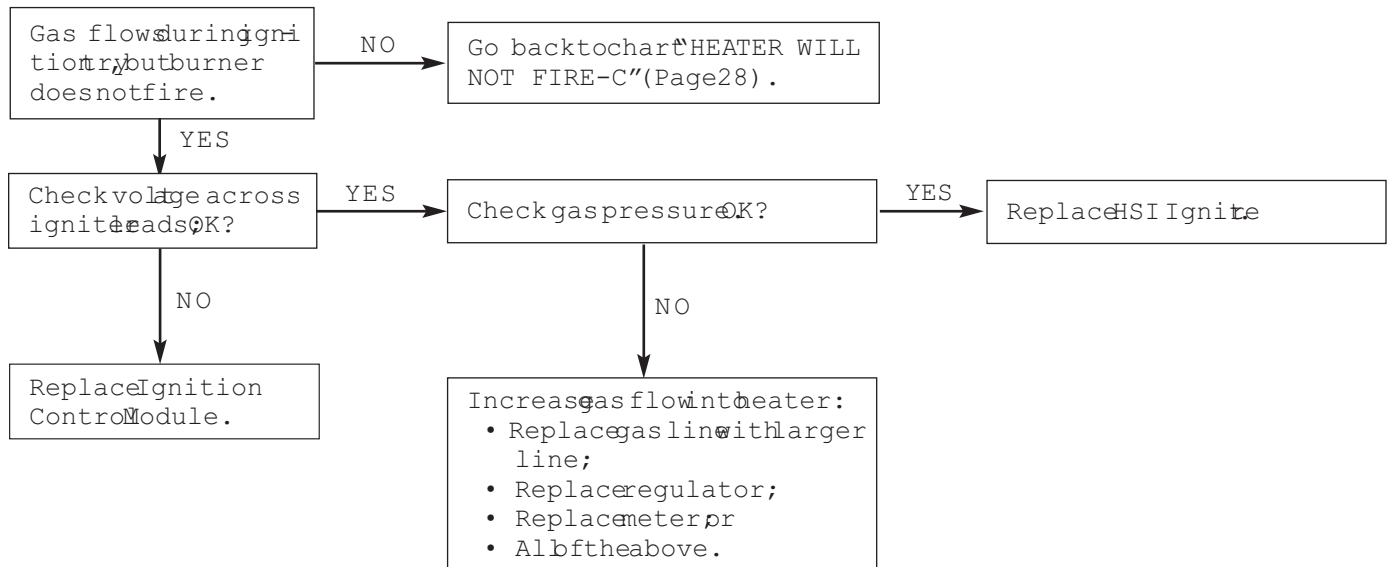 Gas flows during igni-
tion try, but burner
does not fire.
NO
Go back to chart “HEATER WILL
NOT FIRE-C” (Page 28).
YES
Check voltage across
igniter leads; OK?
YES
Check gas pressure. OK?
YES
Replace HSI Igniter.
NO
NO
Replace Ignition
Control Module.
Increase gas flow into heater:
• Replace gas line with larger
line;
• Replace regulator;
• Replace meter; or
• All of the above.